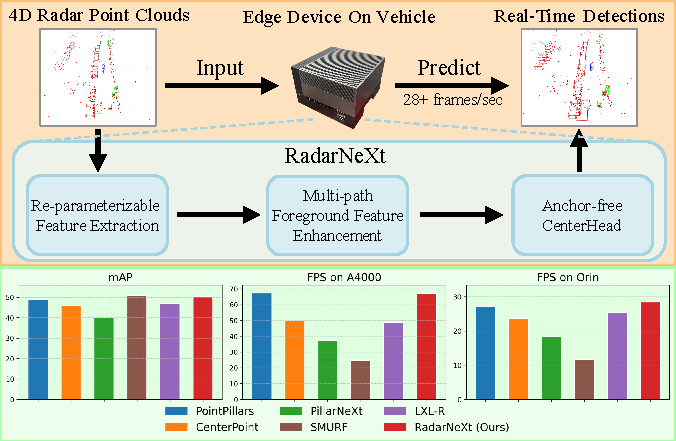 4D Radar Point Clouds
Edge Device On Vehicle
Real-Time Detections
Input
Predict
28+ frames/sec
RadarNeXt
Re-parameterizable
Feature Extraction
Multi-path
Foreground Feature
Enhancement
Anchor-free
CenterHead
mAP
50
40
30
20
10
0
FPS on A4000
70
60
50
40
30
20
10
0
FPS on Orin
30
20
10
0
PointPillars
PillarNeXt
LXL-R
CenterPoint
SMURF
RadarNeXt (Ours)